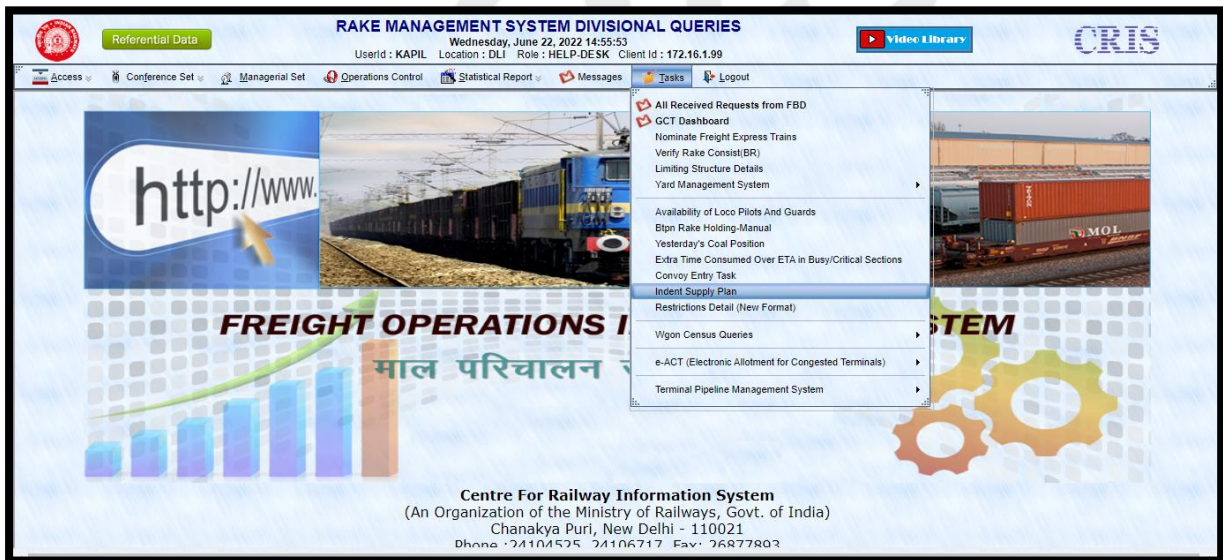 RAKE MANAGEMENT SYSTEM DIVISIONAL QUERIES
Referential Data
Wednesday, June 22, 2022 14:55:53
Video Library
CRIS
UserId : KAPIL Location : DLI Role : HELP-DESK Client Id : 172.16.1.99
Access Conference Set Managerial Set Operations Control Statistical Report Messages Tasks Logout
All Received Requests from FBD
GCT Dashboard
Nominate Freight Express Trains
Verify Rake Consist(BR)
Limiting Structure Details
Yard Management System
Availability of Loco Pilots And Guards
Btpn Rake Holding-Manual
Yesterday's Coal Position
Extra Time Consumed Over ETA in Busy/Critical Sections
Convoy Entry Task
Indent Supply Plan
Restrictions Detail (New Format)
Wgon Census Queries
e-ACT (Electronic Allotment for Congested Terminals)
Terminal Pipeline Management System
http://www.
MOL
FREIGHT OPERATIONS I STEM
माल परिचालन
Centre For Railway Information System
(An Organization of the Ministry of Railways, Govt. of India)
Chanakya Puri, New Delhi - 110021
Phone :24104525, 24106717, Fax: 26877893